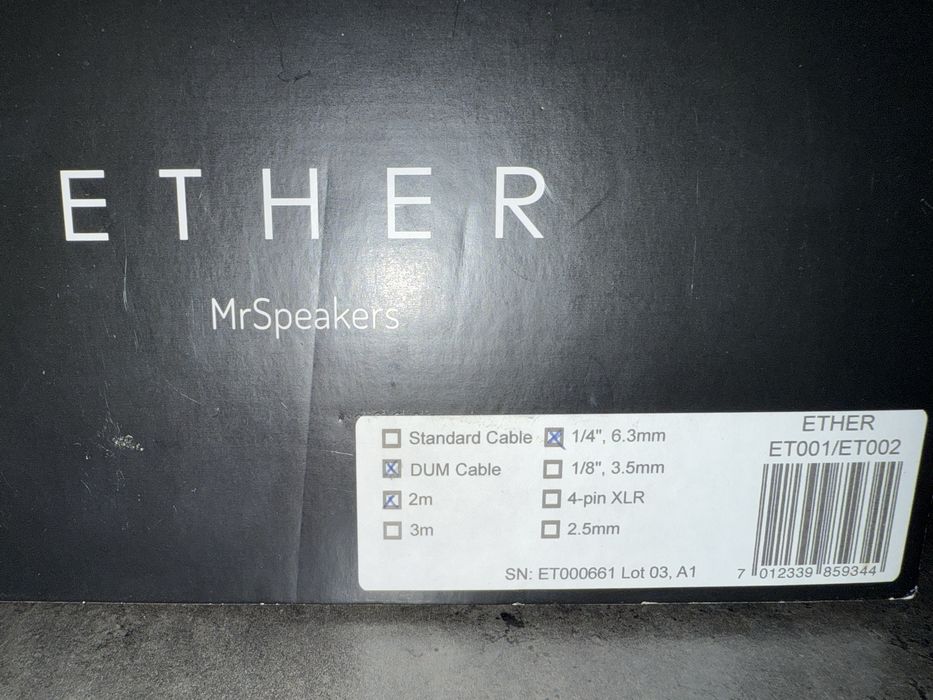 ETHER
MrSpeakers
Standard Cable
DUM Cable
2m
3m
1/4", 6.3mm
1/8", 3.5mm
4-pin XLR
2.5mm
SN: ET000661 Lot 03, A1
ETHER
ET001/ET002
7 012339 859344